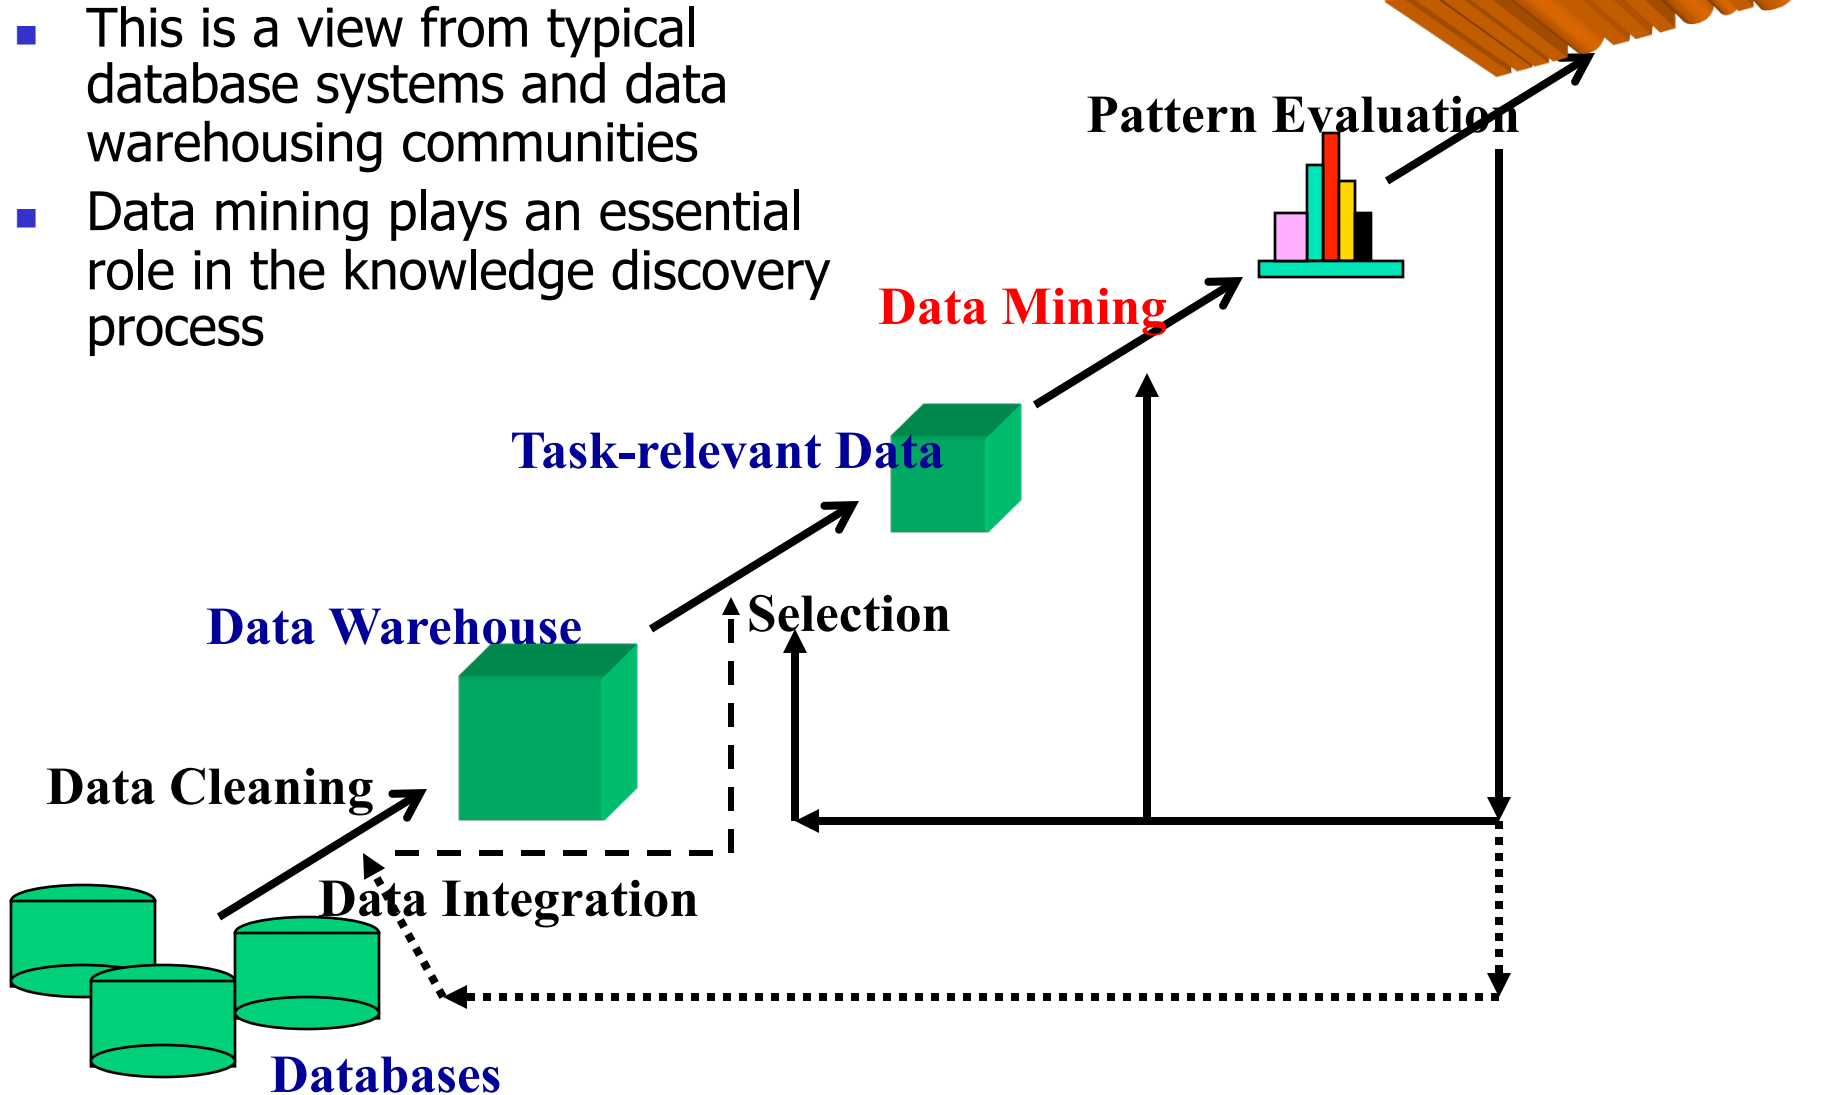 This is a view from typical
database systems and data
warehousing communities
Data mining plays an essential
role in the knowledge discovery
process
Pattern Evaluation
Data Mining
Task-relevant Data
Selection
Data Warehouse
Data Cleaning
Data Integration
Databases